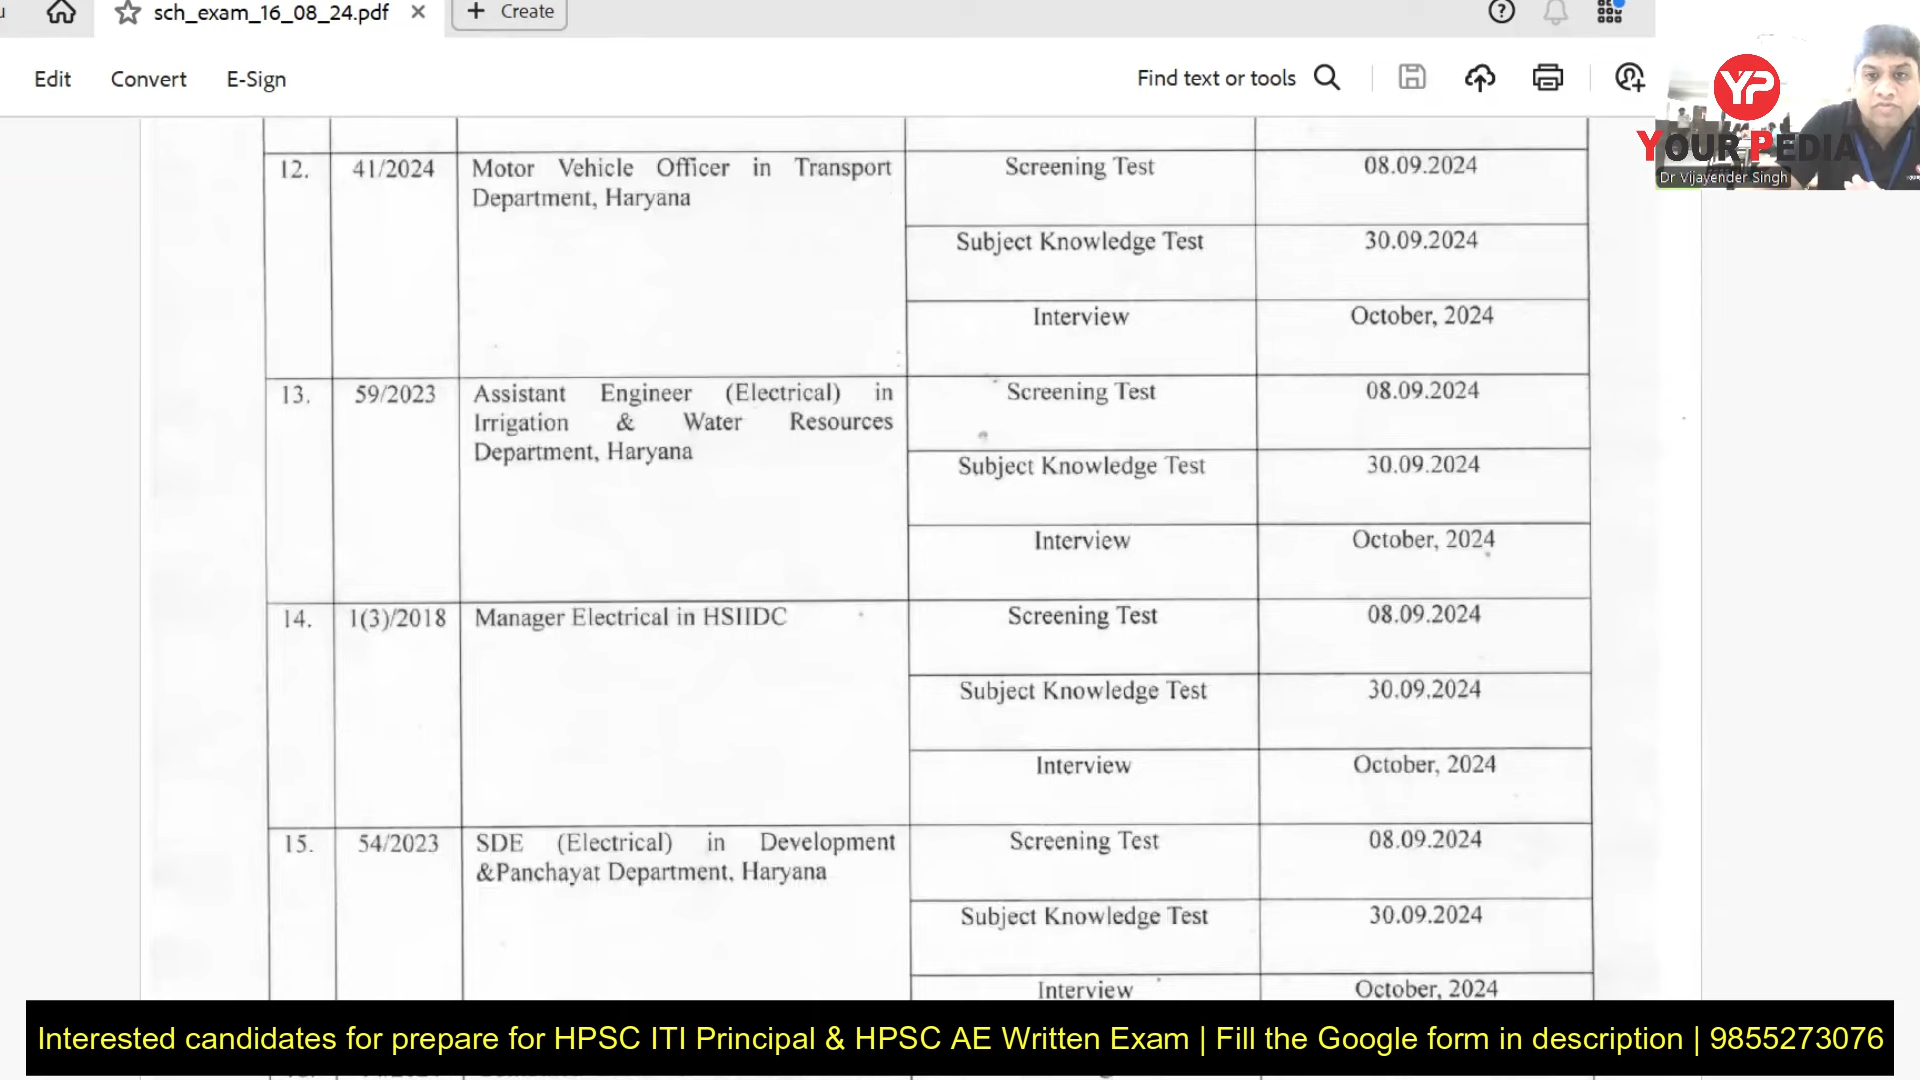 sch_exam_16_08_24.pdf
Create
Edit Convert E-Sign
Find text or tools
YP
YOUR PEDIA
Dr Vijayender Singh
12. 41/2024 Motor Vehicle Officer in Transport Screening Test 08.09.2024
Department, Haryana
Subject Knowledge Test 30.09.2024
Interview October, 2024
13. 59/2023 Assistant Engineer (Electrical) in Screening Test 08.09.2024
Irrigation & Water Resources
Department, Haryana
Subject Knowledge Test 30.09.2024
Interview October, 2024
14. 1(3)/2018 Manager Electrical in HSIIDC Screening Test 08.09.2024
Subject Knowledge Test 30.09.2024
Interview October, 2024
15. 54/2023 SDE (Electrical) in Development Screening Test 08.09.2024
&Panchayat Department, Haryana
Subject Knowledge Test 30.09.2024
Interview October, 2024
Interested candidates for prepare for HPSC ITI Principal & HPSC AE Written Exam | Fill the Google form in description | 9855273076